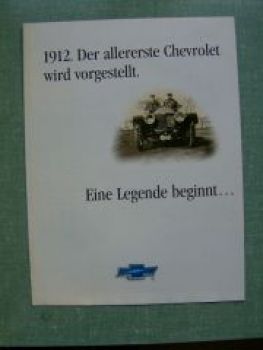 1912. Der allererste Chevrolet
wird vorgestellt.
Eine Legende beginnt...